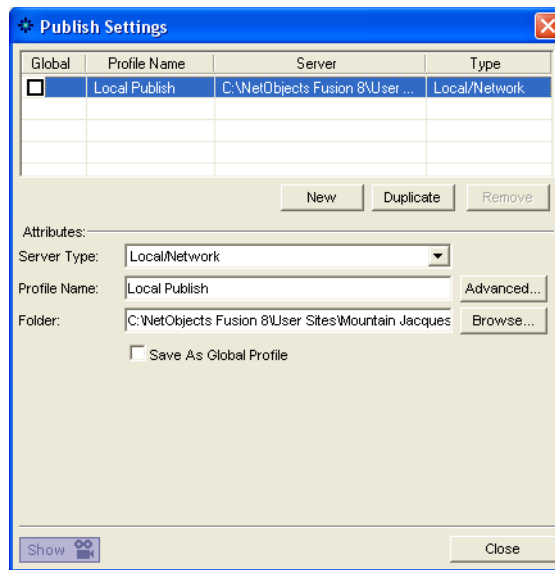 Publish Settings
Global Profile Name Server Type
Local Publish C:\NetObjects Fusion 8\User ... Local/Network
New Duplicate Remove
Attributes:
Server Type: Local/Network
Profile Name: Local Publish Advanced...
Folder: C:\NetObjects Fusion 8\User Sites\Mountain Jacques Browse...
Save As Global Profile
Show Close